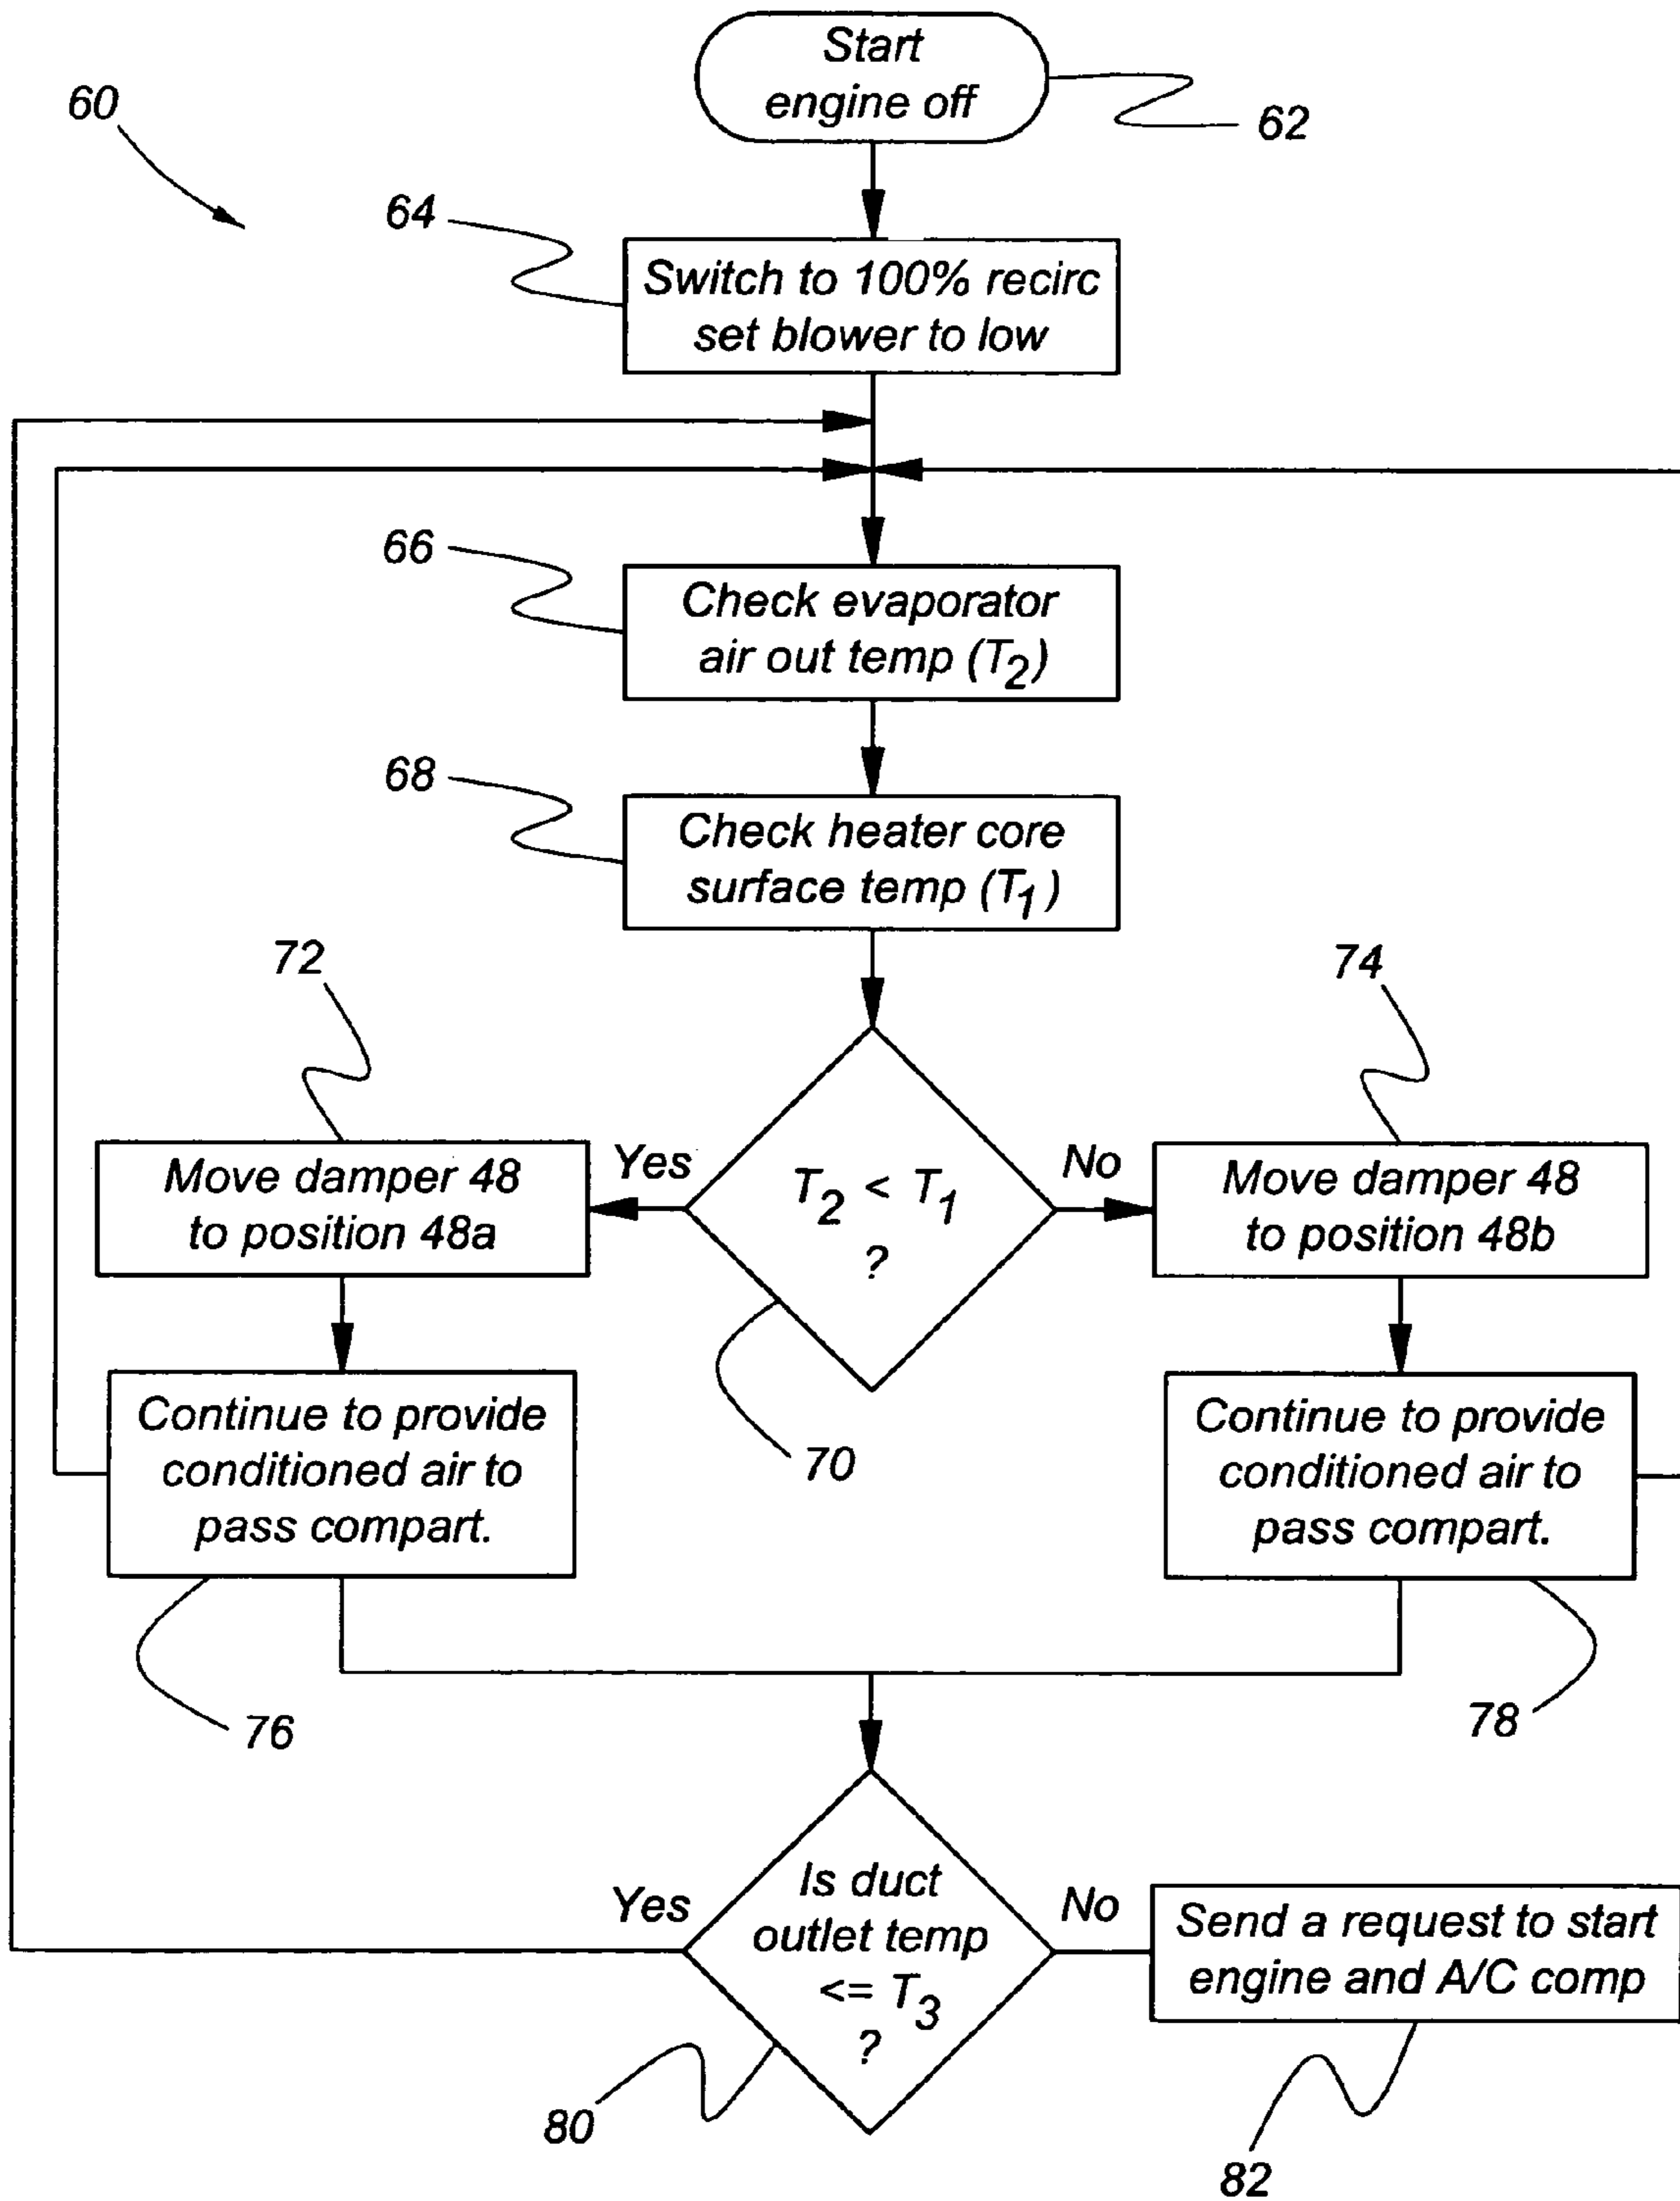 Start
engine off
60
62
64
Switch to 100% recirc
set blower to low
66
Check evaporator
air out temp (T2)
68
Check heater core
surface temp (T1)
72
74
Move damper 48
to position 48a
Yes
T2 < T1
?
No
Move damper 48
to position 48b
70
Continue to provide
conditioned air to
pass compart.
Continue to provide
conditioned air to
pass compart.
76
78
Yes
Is duct
outlet temp
<= T3
?
No
Send a request to start
engine and A/C comp
80
82